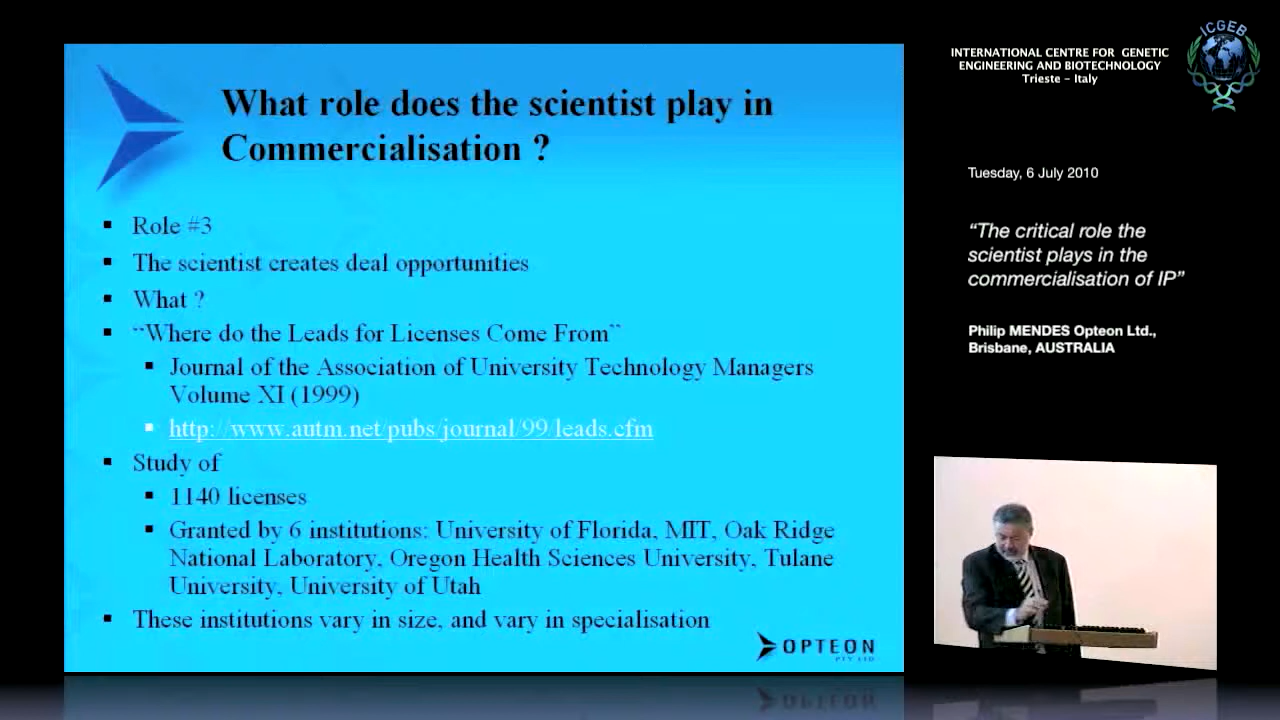 What role does the scientist play in
Commercialisation ?
Role #3
The scientist creates deal opportunities
What ?
“Where do the Leads for Licenses Come From”
Journal of the Association of University Technology Managers
Volume XI (1999)
http://www.autm.net/pubs/journal/99/leads.cfm
Study of
1140 licenses
Granted by 6 institutions: University of Florida, MIT, Oak Ridge
National Laboratory, Oregon Health Sciences University, Tulane
University, University of Utah
These institutions vary in size, and vary in specialisation
OPTEON
PTY LTD
INTERNATIONAL CENTRE FOR GENETIC
ENGINEERING AND BIOTECHNOLOGY
Trieste - Italy
ICGEB
Tuesday, 6 July 2010
“The critical role the
scientist plays in the
commercialisation of IP”
Philip MENDES Opteon Ltd.,
Brisbane, AUSTRALIA